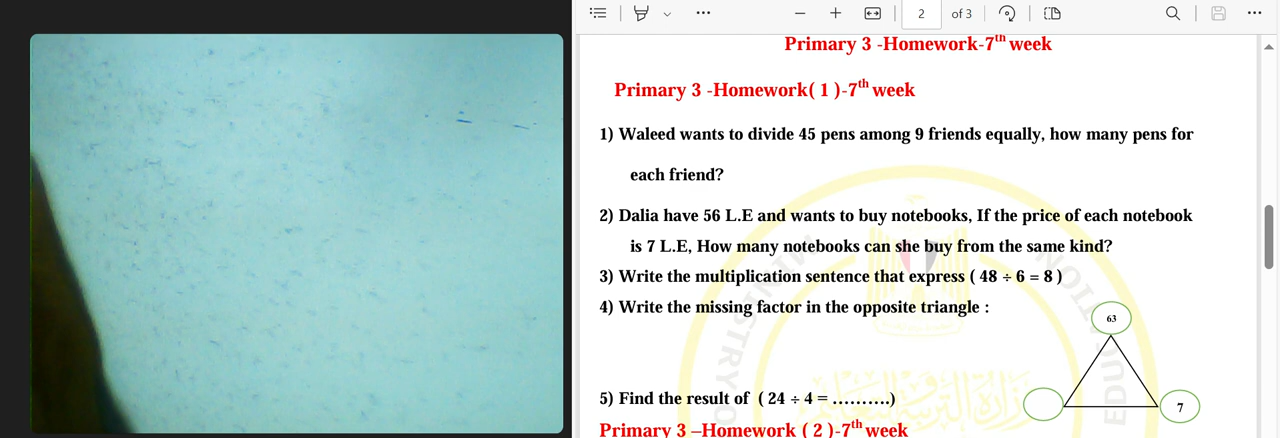 2 of 3
Primary 3 -Homework-7th week
Primary 3 -Homework( 1 )-7th week
1) Waleed wants to divide 45 pens among 9 friends equally, how many pens for
each friend?
2) Dalia have 56 L.E and wants to buy notebooks, If the price of each notebook
is 7 L.E, How many notebooks can she buy from the same kind?
3) Write the multiplication sentence that express ( 48 ÷ 6 = 8 )
4) Write the missing factor in the opposite triangle :
63
7
5) Find the result of ( 24 ÷ 4 = ……….)
Primary 3 –Homework ( 2 )-7th week